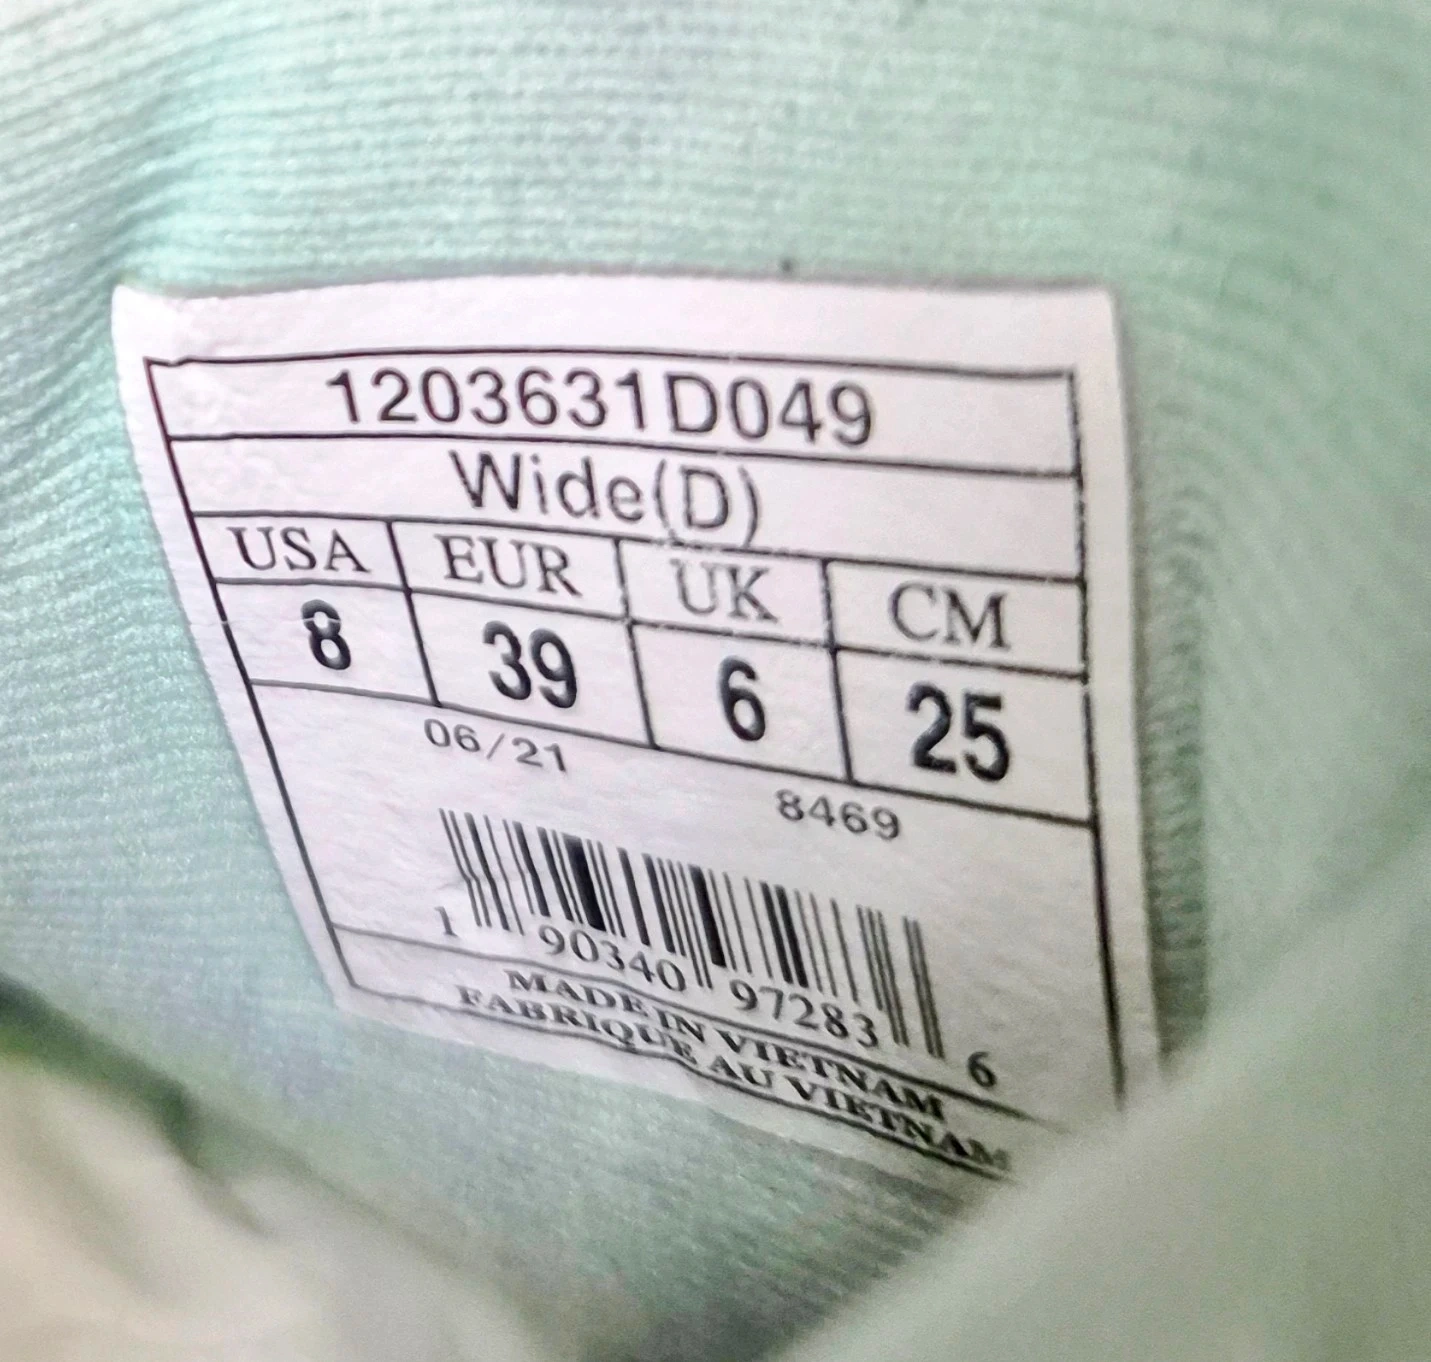 1203631D049
Wide(D)
USA EUR UK CM
8 39 6 25
06/21
8469
1 90340 97283 6
MADE IN VIETNAM
FABRIQUE AU VIETNAM